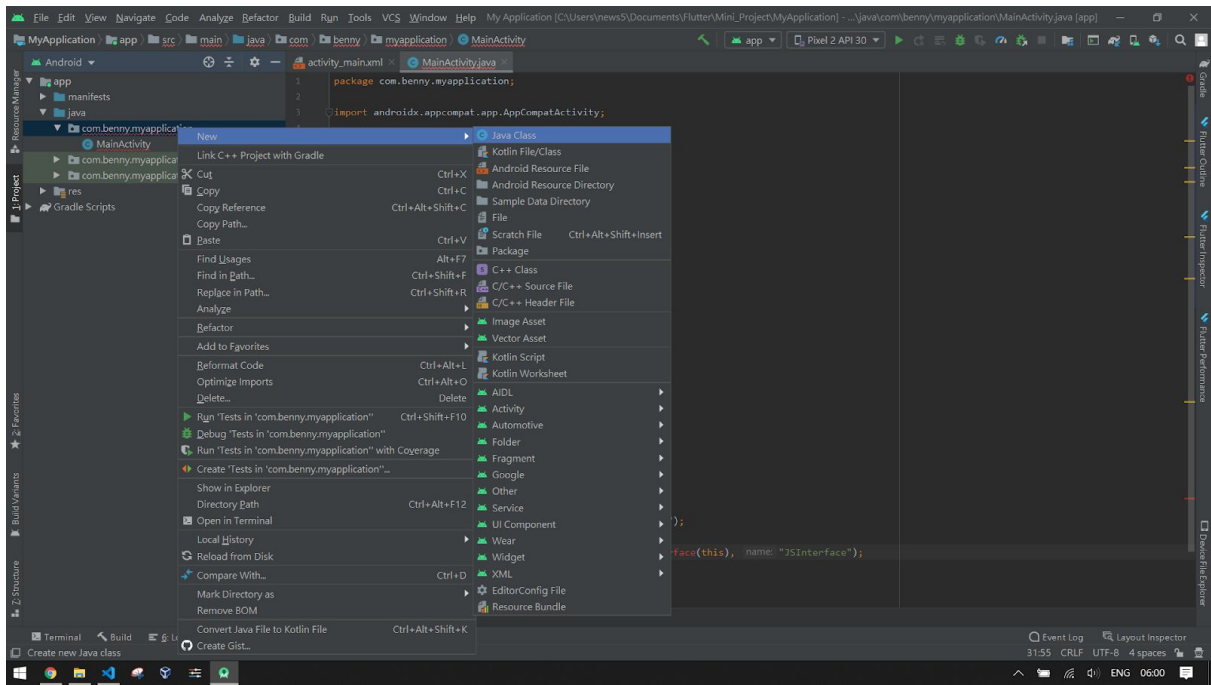 File Edit View Navigate Code Analyze Refactor Build Run Tools VCS Window Help My Application [C:\Users\news5\Documents\Flutter\Mini_Project\MyApplication] - ...\java\com\benny\myapplication\MainActivity.java [app]
MyApplication app src main java com benny myapplication MainActivity app Pixel 2 API 30
Android activity_main.xml MainActivity.java
Resource Manager
1: Project
2: Favorites
Build Variants
Z: Structure
app
manifests
java
com.benny.myapplication
MainActivity
com.benny.myapplicat
com.benny.myapplicat
res
Gradle Scripts
1 package com.benny.myapplication;
2
3 import androidx.appcompat.app.AppCompatActivity;
New
Link C++ Project with Gradle
Cut Ctrl+X
Copy Ctrl+C
Copy Reference Ctrl+Alt+Shift+C
Copy Path...
Paste Ctrl+V
Find Usages Alt+F7
Find in Path... Ctrl+Shift+F
Replace in Path... Ctrl+Shift+R
Analyze
Refactor
Add to Favorites
Reformat Code Ctrl+Alt+L
Optimize Imports Ctrl+Alt+O
Delete... Delete
Run 'Tests in 'com.benny.myapplication'' Ctrl+Shift+F10
Debug 'Tests in 'com.benny.myapplication''
Run 'Tests in 'com.benny.myapplication'' with Coverage
Create 'Tests in 'com.benny.myapplication''...
Show in Explorer
Directory Path Ctrl+Alt+F12
Open in Terminal
Local History
Reload from Disk
Compare With... Ctrl+D
Mark Directory as
Remove BOM
Convert Java File to Kotlin File Ctrl+Alt+Shift+K
Create Gist...
Java Class
Kotlin File/Class
Android Resource File
Android Resource Directory
Sample Data Directory
File
Scratch File Ctrl+Alt+Shift+Insert
Package
C++ Class
C/C++ Source File
C/C++ Header File
Image Asset
Vector Asset
Kotlin Script
Kotlin Worksheet
AIDL
Activity
Automotive
Folder
Fragment
Google
Other
Service
UI Component
Wear
Widget
XML
EditorConfig File
Resource Bundle
");
rface(this), name: "JSInterface");
Gradle
Flutter Outline
Flutter Inspector
Flutter Performance
Device File Explorer
Terminal Build 6: Lo Event Log Layout Inspector
Create new Java class 31:55 CRLF UTF-8 4 spaces
ENG 06:00